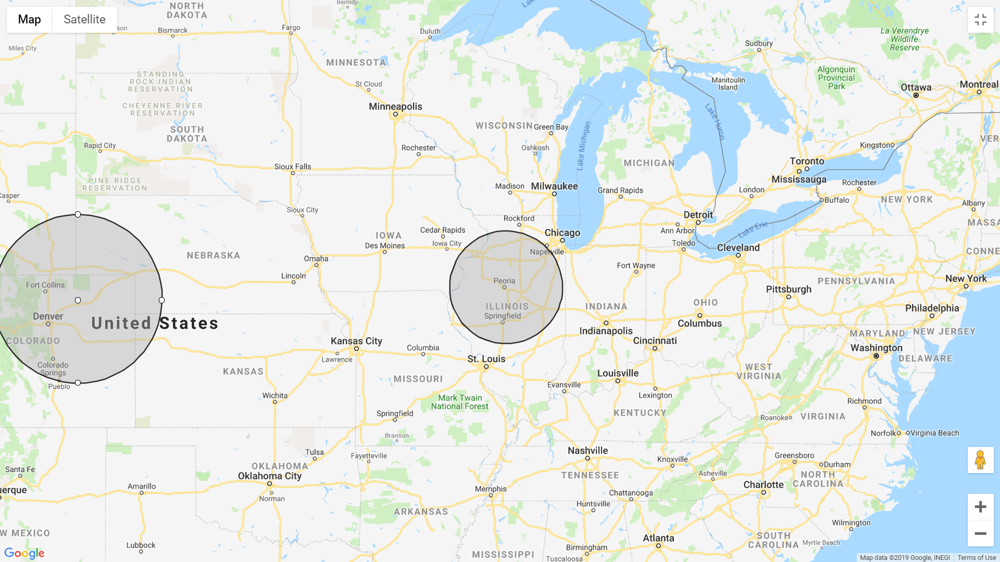 Map
Satellite
NORTH
DAKOTA
Bemidji
Fargo
Bismarck
son
Miles City
Duluth
MINNESOTA
Sudbury
La Verendrye
Wildlife
Reserve
STANDING
ROCK INDIAN
RESERVATION
St Cloud
Manitoulin
Island
Algonquin
Provincial
Park
Ottawa
Montreal
CHEYENNE RIVER
RESERVATION
Minneapolis
SOUTH
DAKOTA
WISCONSIN
Green Bay
Lake Michigan
Lake Huron
Rapid City
Rochester
Oshkosh
Kingston
VER
Sioux Falls
MICHIGAN
Toronto
Mississauga
PINE RIDGE
RESERVATION
Madison
Milwaukee
Grand Rapids
London
Rochester
Buffalo
NEW YORK
Albany
Casper
Sioux City
Rockford
Detroit
Ann Arbor
MASSA
Cedar Rapids
IOWA
Chicago
Lake Erie
Des Moines
Iowa City
Naperville
Toledo
Cleveland
CONNE
NEBRASKA
Omaha
Fort Wayne
Lincoln
Peoria
New York
Fort Collins
PENNSYLVANIA
Pittsburgh
ILLINOIS
INDIANA
OHIO
Philadelphia
Denver
United States
Springfield
Indianapolis
Columbus
MARYLAND
NEW JERSEY
COLORADO
Kansas City
Columbia
Cincinnati
Washington
Lawrence
St. Louis
DELAWARE
Colorado
Springs
KANSAS
MISSOURI
Louisville
WEST
VIRGINIA
Pueblo
Evansville
Lexington
Wichita
Mark Twain
National Forest
Richmond
Springfield
KENTUCKY
Roanoke
VIRGINIA
Branson
Norfolk
Virginia Beach
Tulsa
Fayetteville
Nashville
Knoxville
Greensboro
Durham
OKLAHOMA
Oklahoma City
Santa Fe
TENNESSEE
Asheville
NORTH
CAROLINA
Amarillo
uerque
Memphis
Chattanooga
Charlotte
Norman
Huntsville
ARKANSAS
Wilmington
W MEXICO
Lubbock
Atlanta
SOUTH
CAROLINA
Myrtle Beach
Birmingham
MISSISSIPPI
Tuscaloosa
Google
Map data ©2019 Google, INEGI
Terms of Use